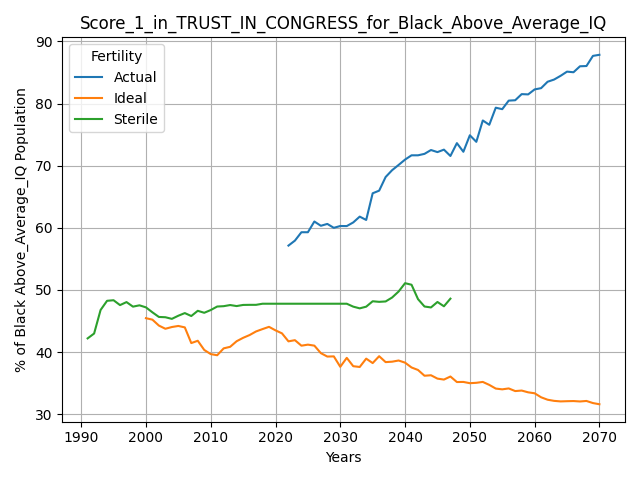 Score_1_in_TRUST_IN_CONGRESS_for_Black_Above_Average_IQ
% of Black Above_Average_IQ Population
90
80
70
60
50
40
30
Fertility
Actual
Ideal
Sterile
1990 2000 2010 2020 2030 2040 2050 2060 2070
Years